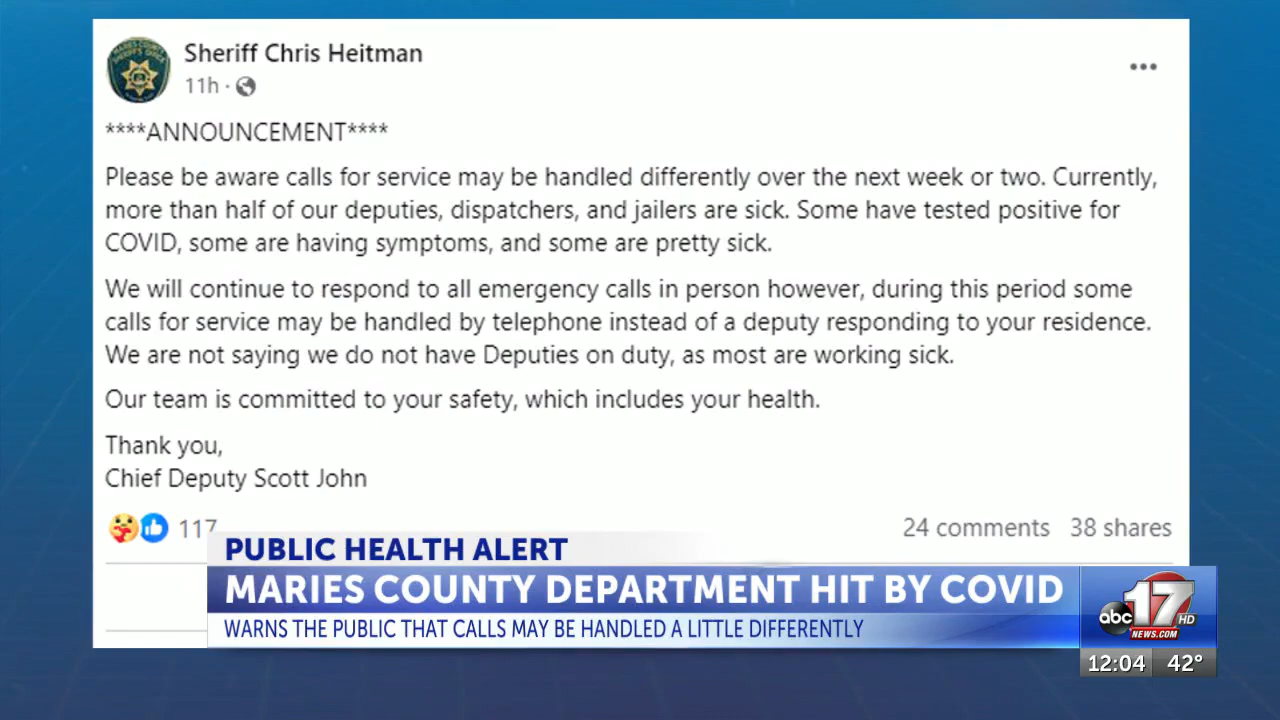 Sheriff Chris Heitman
11h ·
****ANNOUNCEMENT****
Please be aware calls for service may be handled differently over the next week or two. Currently,
more than half of our deputies, dispatchers, and jailers are sick. Some have tested positive for
COVID, some are having symptoms, and some are pretty sick.
We will continue to respond to all emergency calls in person however, during this period some
calls for service may be handled by telephone instead of a deputy responding to your residence.
We are not saying we do not have Deputies on duty, as most are working sick.
Our team is committed to your safety, which includes your health.
Thank you,
Chief Deputy Scott John
117
24 comments 38 shares
PUBLIC HEALTH ALERT
MARIES COUNTY DEPARTMENT HIT BY COVID
WARNS THE PUBLIC THAT CALLS MAY BE HANDLED A LITTLE DIFFERENTLY
abc 17 HD
NEWS.COM
12:04 42°